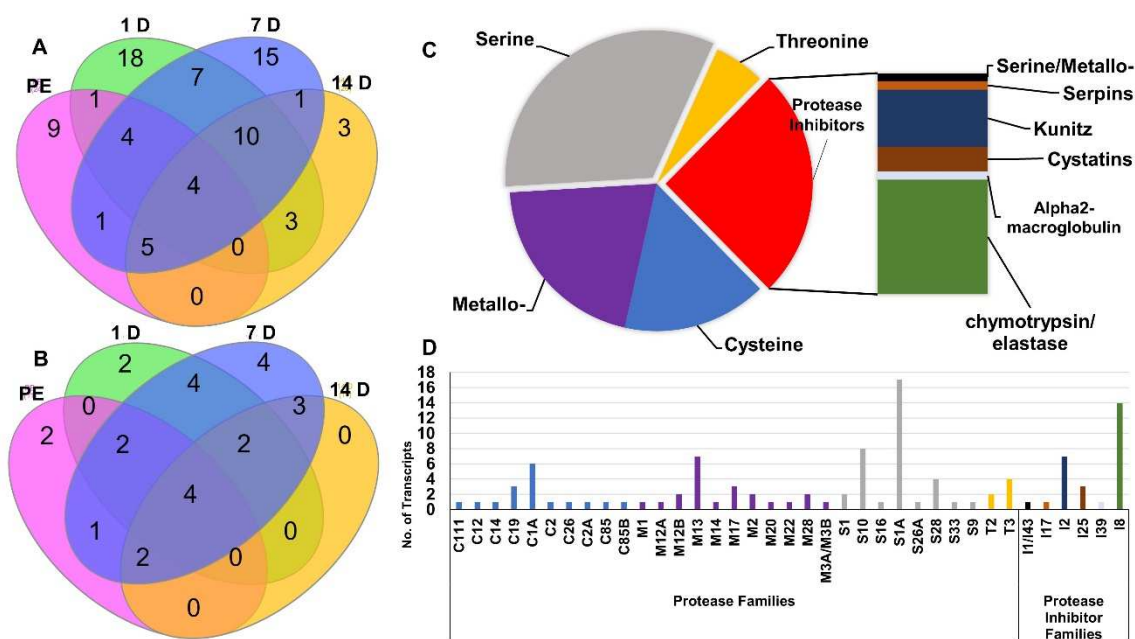 A
1 D
7 D
14 D
PE
18
15
7
1
1
9
4
10
3
4
1
5
0
3
0
B
1 D
7 D
14 D
PE
2
4
4
0
3
2
2
2
0
4
1
2
0
0
0
C
Serine
Threonine
Protease
Inhibitors
Metallo-
Cysteine
Serine/Metallo-
Serpins
Kunitz
Cystatins
Alpha2-
macroglobulin
chymotrypsin/
elastase
D
No. of Transcripts
18
16
14
12
10
8
6
4
2
0
C111
C12
C14
C19
C1A
C2
C26
C2A
C85
C85B
M1
M12A
M12B
M13
M14
M17
M2
M20
M22
M28
M3A/M3B
S1
S10
S16
S1A
S26A
S28
S33
S9
T2
T3
I1/I43
I17
I2
I25
I39
I8
Protease Families
Protease
Inhibitor
Families